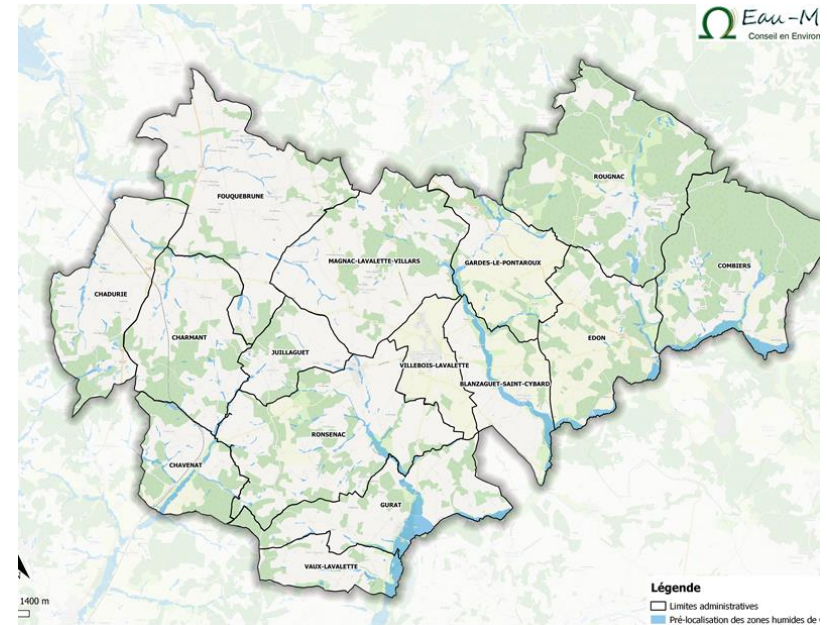 Eau-M
Conseil en Environ
ROUGNAC
FOUQUEBRUNE
MAGNAC-LAVALETTE-VILLARS
GARDES-LE-PONTAROUX
COMBIERS
CHADURIE
CHARMANT
JUILLAGUET
EDON
VILLEBOIS-LAVALETTE
BLANZAGUET-SAINT-CYBARD
RONSENAC
CHAVENAT
GURAT
VAUX-LAVALETTE
Légende
1400 m
Limites administratives
Pré-localisation des zones humides de